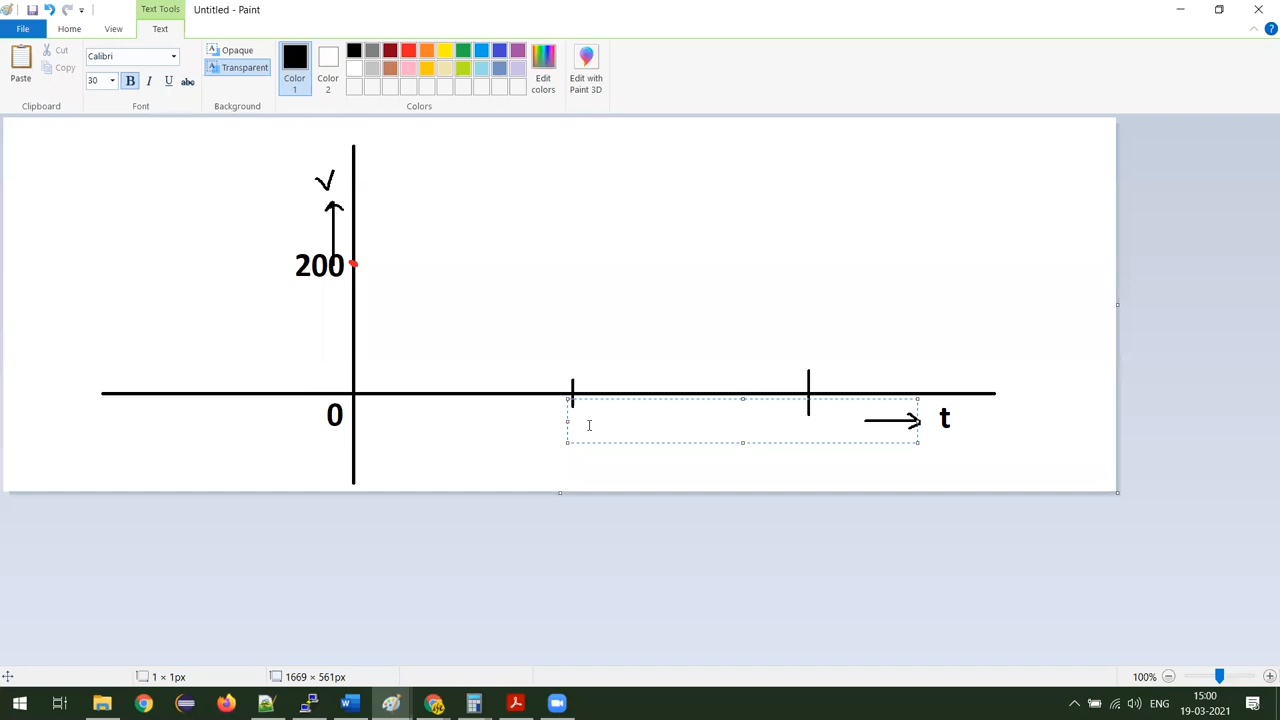 Text Tools
Untitled - Paint
File
Home
View
Text
Paste
Cut
Copy
Clipboard
Calibri
30
B I U abc
Font
Opaque
Transparent
Background
Color 1
Color 2
Colors
Edit colors
Edit with Paint 3D
V
200
0
t
1 × 1px
1669 × 561px
100%
ENG
15:00
19-03-2021